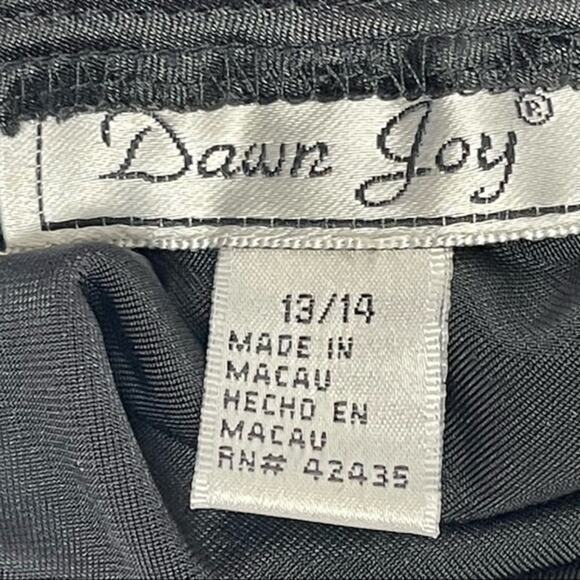 Dawn Joy®
13/14
MADE IN
MACAU
HECHO EN
MACAU
RN# 42435